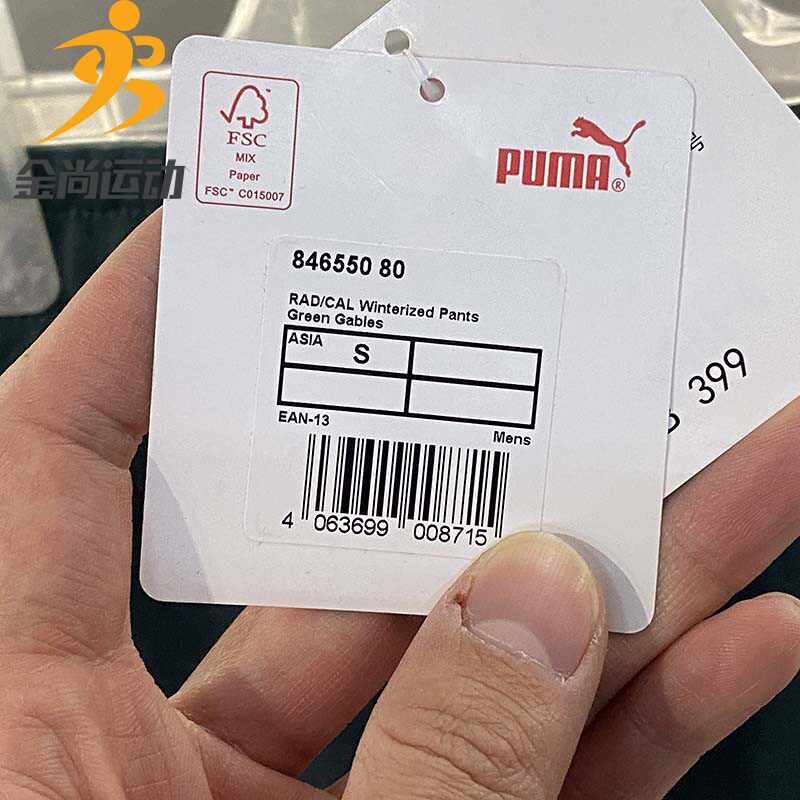 金尚运动
FSC
MIX
Paper
FSC™ C015007
PUMA®
846550 80
RAD/CAL Winterized Pants
Green Gables
ASIA
S
EAN-13
Mens
4 063699 008715
399